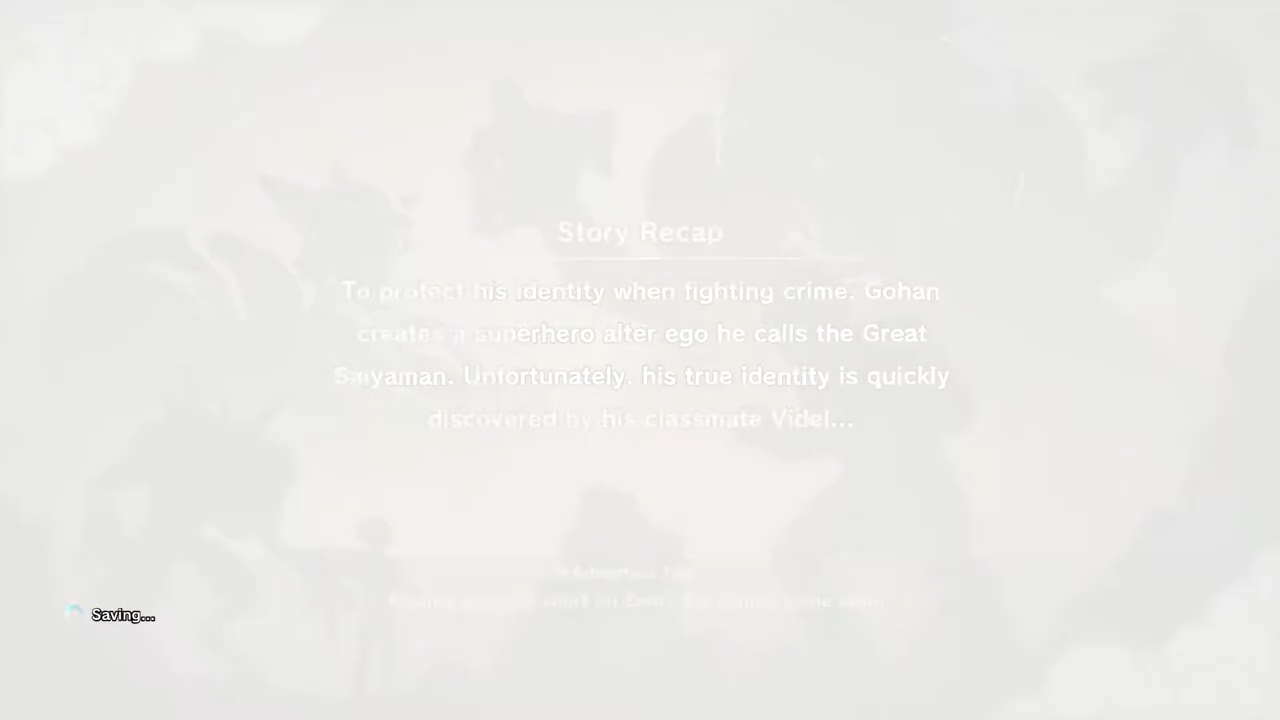 Story Recap
To protect his identity when fighting crime, Gohan
creates a superhero alter ego he calls the Great
Saiyaman. Unfortunately, his true identity is quickly
discovered by his classmate Videl...
Saving...